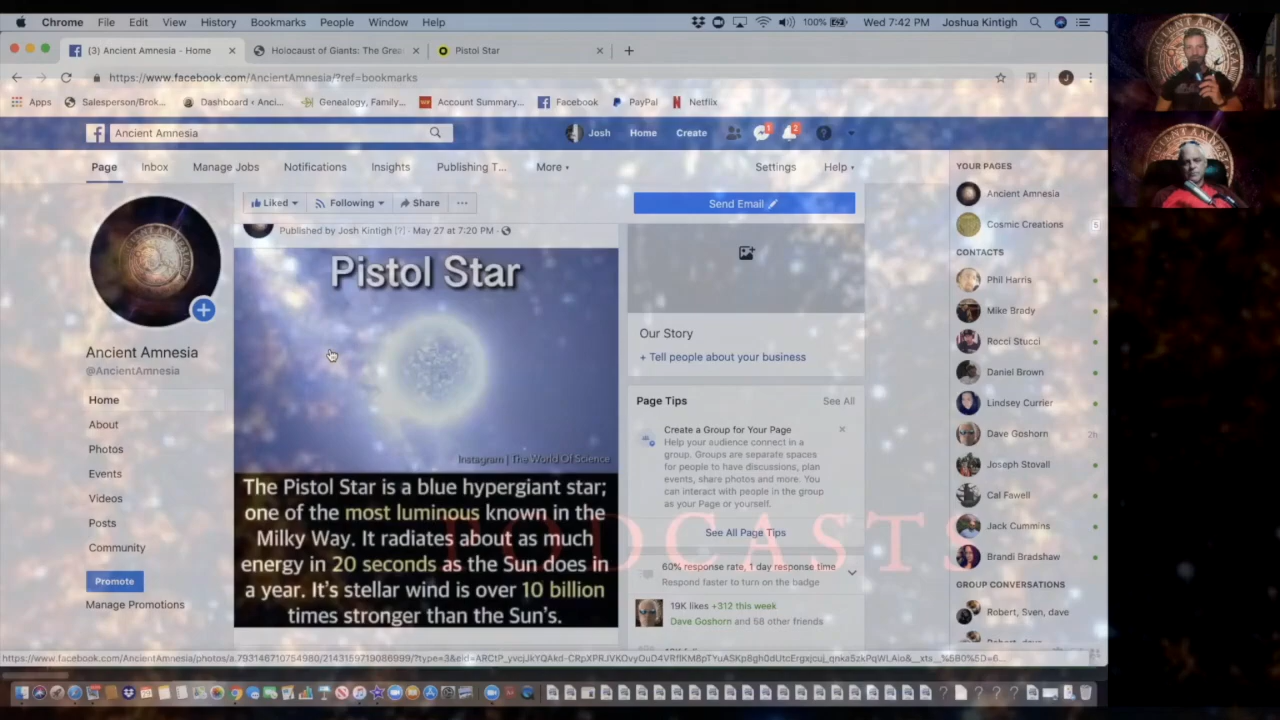 Chrome File Edit View History Bookmarks People Window Help 100% Wed 7:42 PM Joshua Kintigh
(3) Ancient Amnesia - Home
Holocaust of Giants: The Grea
Pistol Star
https://www.facebook.com/AncientAmnesia/?ref=bookmarks
Apps Salesperson/Brok... Dashboard ‹ Anci... Genealogy, Family... Account Summary... Facebook PayPal Netflix
Ancient Amnesia
Josh Home Create 1 2
Page Inbox Manage Jobs Notifications Insights Publishing T... More Settings Help
Liked Following Share ...
Send Email
Published by Josh Kintigh [?] · May 27 at 7:20 PM ·
Pistol Star
Instagram | The World Of Science
The Pistol Star is a blue hypergiant star;
one of the most luminous known in the
Milky Way. It radiates about as much
energy in 20 seconds as the Sun does in
a year. It's stellar wind is over 10 billion
times stronger than the Sun's.
Ancient Amnesia
@AncientAmnesia
Home
About
Photos
Events
Videos
Posts
Community
Promote
Manage Promotions
Our Story
+ Tell people about your business
Page Tips See All
Create a Group for Your Page
Help your audience connect in a
group. Groups are separate spaces
for people to have discussions, plan
events, share photos and more. You
can interact with people in the group
as your Page or yourself.
See All Page Tips
PODCASTS
60% response rate, 1 day response time
Respond faster to turn on the badge
19K likes +312 this week
Dave Goshorn and 58 other friends
YOUR PAGES
Ancient Amnesia
Cosmic Creations 5
CONTACTS
Phil Harris
Mike Brady
Rocci Stucci
Daniel Brown
Lindsey Currier
Dave Goshorn 2h
Joseph Stovall
Cal Fawell
Jack Cummins
Brandi Bradshaw
GROUP CONVERSATIONS
Robert, Sven, dave